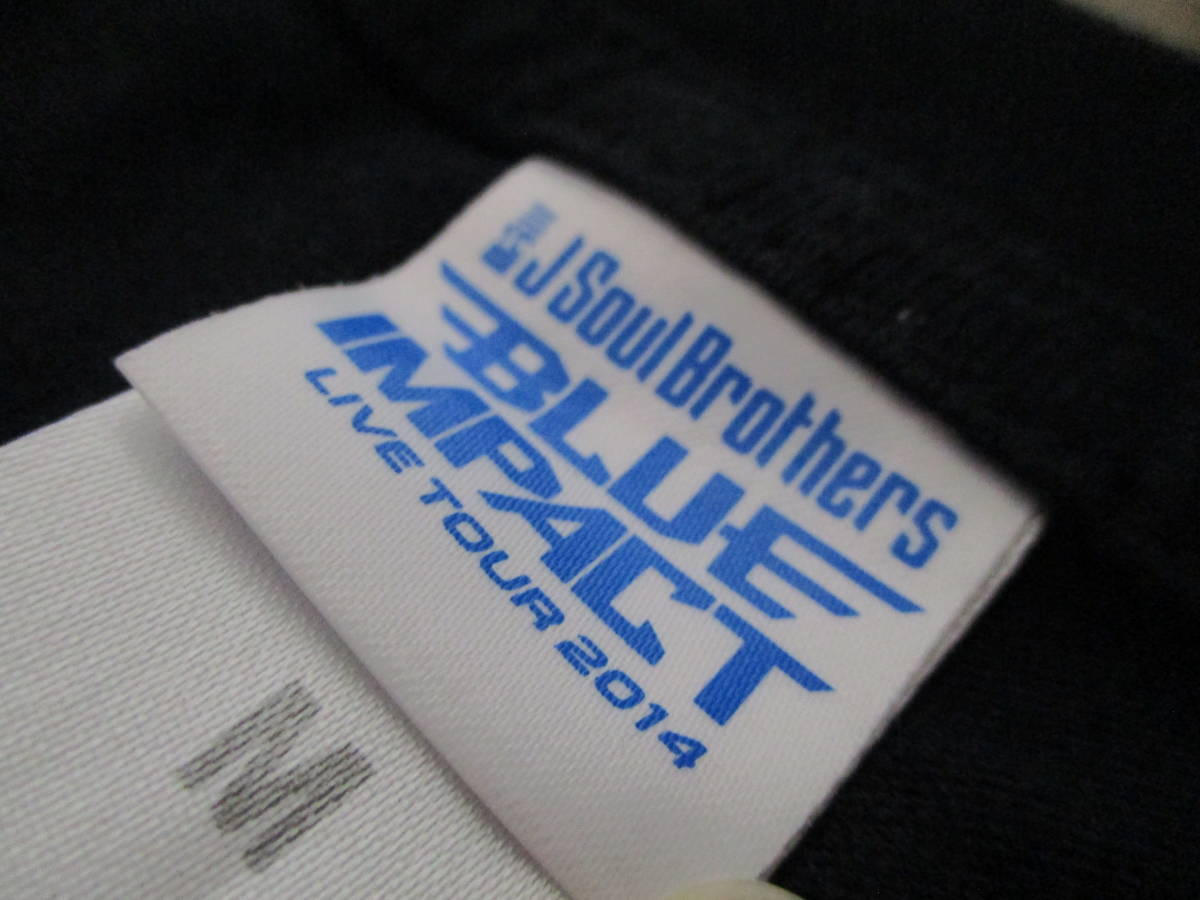 J Soul Brothers
BLUE
IMPACT
LIVE TOUR 2014
M